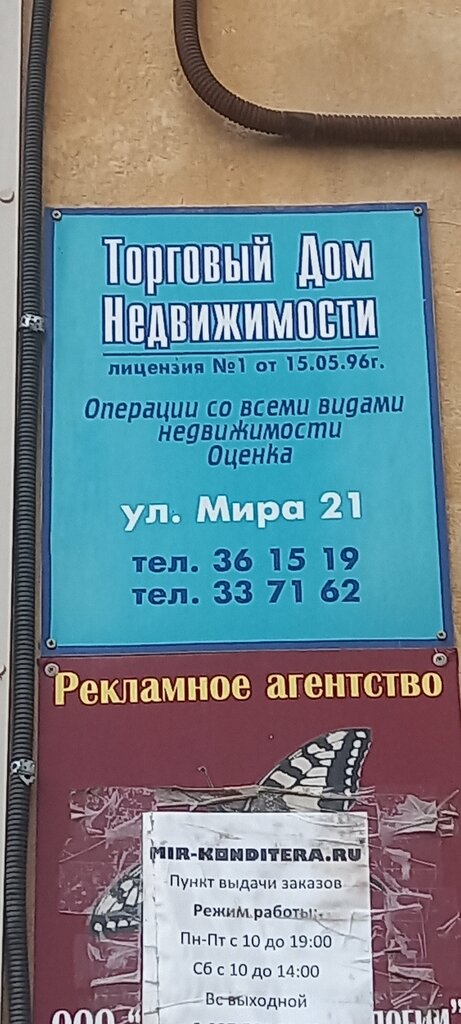 Торговый Дом
Недвижимости
лицензия №1 от 15.05.96г.
Операции со всеми видами
недвижимости
Оценка
ул. Мира 21
тел. 36 15 19
тел. 33 71 62
Рекламное агентство
MIR-KONDITERA.RU
Пункт выдачи заказов
Режим работы:
Пн-Пт с 10 до 19:00
Сб с 10 до 14:00
Вс выходной
ООО "